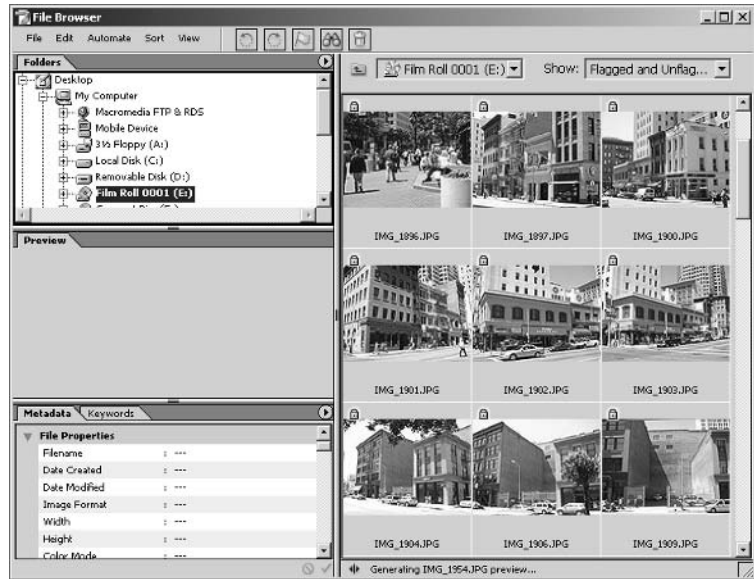 File Browser
File Edit Automate Sort View
Folders
Desktop
My Computer
Macromedia FTP & RDS
Mobile Device
3½ Floppy (A:)
Local Disk (C:)
Removable Disk (D:)
Film Roll 0001 (E:)
Preview
Metadata Keywords
File Properties
Filename : ---
Date Created : ---
Date Modified : ---
Image Format : ---
Width : ---
Height : ---
Color Mode : ---
Film Roll 0001 (E:) Show: Flagged and Unflag...
IMG_1896.JPG IMG_1897.JPG IMG_1900.JPG
IMG_1901.JPG IMG_1902.JPG IMG_1903.JPG
IMG_1904.JPG IMG_1906.JPG IMG_1909.JPG
Generating IMG_1954.JPG preview...